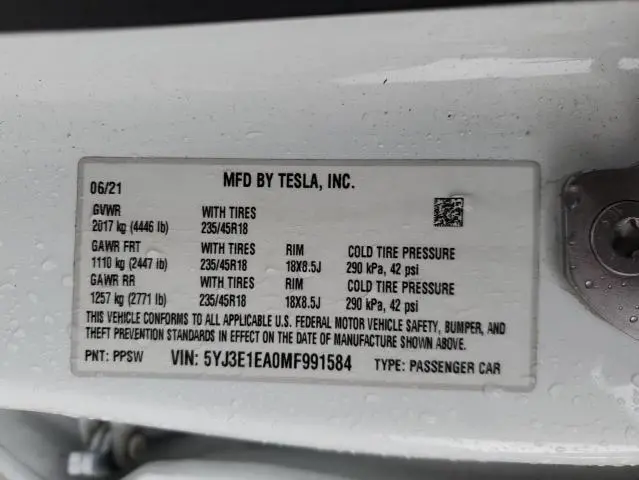 06/21 MFD BY TESLA, INC.
GVWR WITH TIRES
2017 kg (4446 lb) 235/45R18
GAWR FRT WITH TIRES RIM COLD TIRE PRESSURE
1110 kg (2447 lb) 235/45R18 18X8.5J 290 kPa, 42 psi
GAWR RR WITH TIRES RIM COLD TIRE PRESSURE
1257 kg (2771 lb) 235/45R18 18X8.5J 290 kPa, 42 psi
THIS VEHICLE CONFORMS TO ALL APPLICABLE U.S. FEDERAL MOTOR VEHICLE SAFETY, BUMPER, AND
THEFT PREVENTION STANDARDS IN EFFECT ON THE DATE OF MANUFACTURE SHOWN ABOVE.
PNT: PPSW VIN: 5YJ3E1EA0MF991584 TYPE: PASSENGER CAR